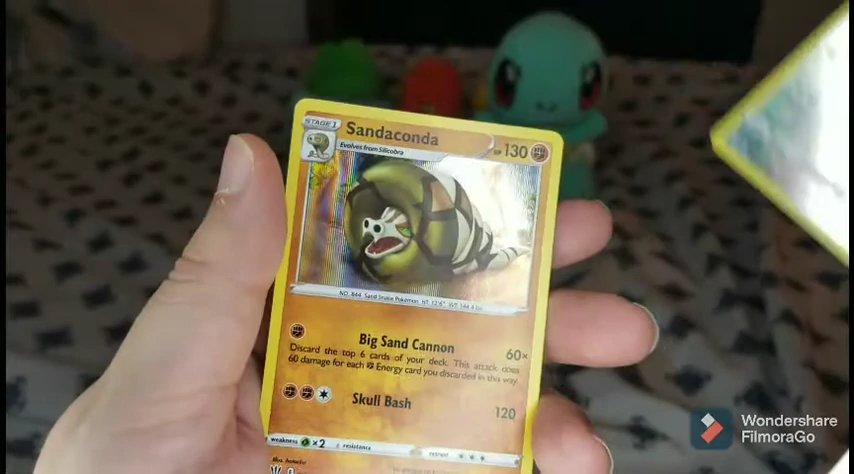 STAGE 1
Sandaconda
HP 130
Evolves from Silicobra
NO. 844 Sand Snake Pokémon HT: 12'6" WT: 144.4 lbs.
Big Sand Cannon 60×
Discard the top 6 cards of your deck. This attack does
60 damage for each Energy card you discarded in this way.
Skull Bash 120
weakness ×2 resistance retreat
Wondershare
FilmoraGo